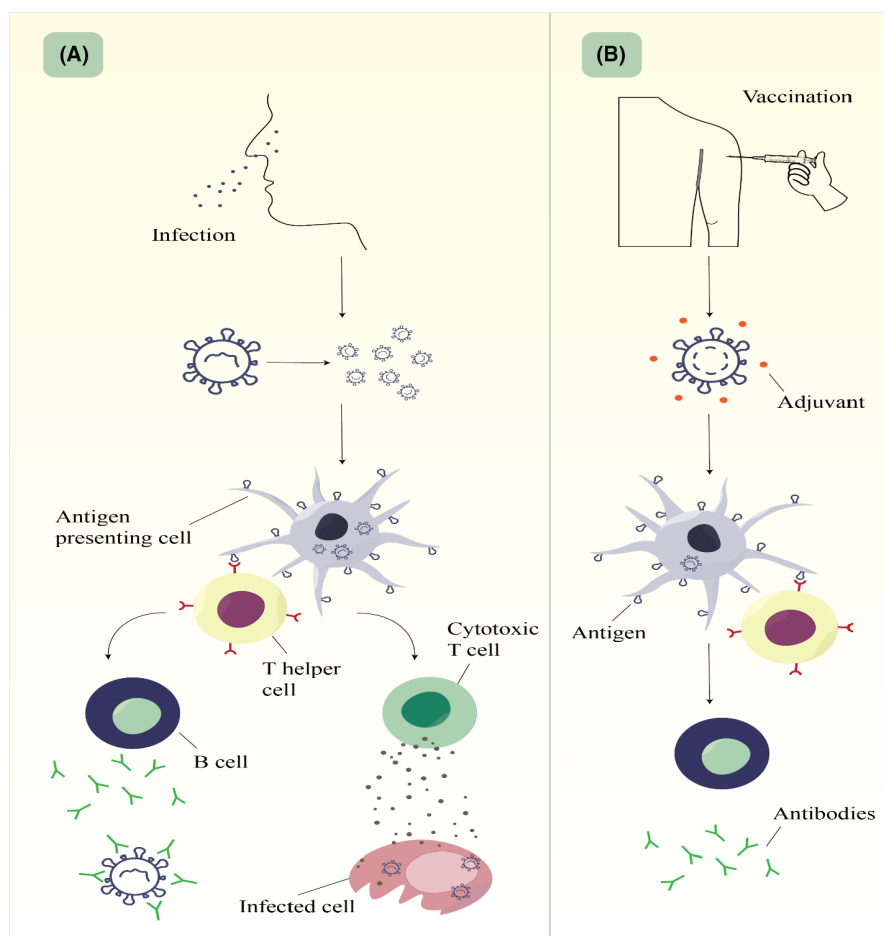 (A)
Infection
Antigen
presenting cell
T helper
cell
Cytotoxic
T cell
B cell
Infected cell
(B)
Vaccination
Adjuvant
Antigen
Antibodies